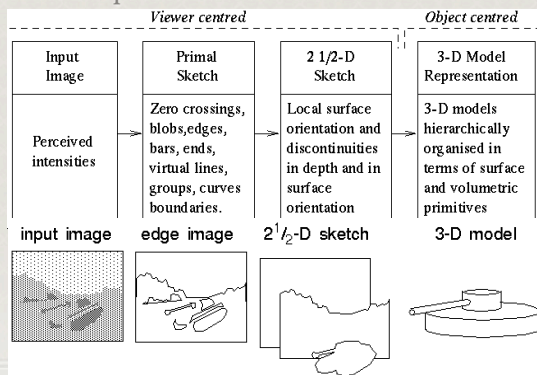 Viewer centred
Object centred
Input
Image
Perceived
intensities
Primal
Sketch
Zero crossings,
blobs,edges,
bars, ends,
virtual lines,
groups, curves
boundaries.
2 1/2-D
Sketch
Local surface
orientation and
discontinuities
in depth and in
surface
orientation
3-D Model
Representation
3-D models
hierarchically
organised in
terms of surface
and volumetric
primitives
input image
edge image
2 1/2-D sketch
3-D model